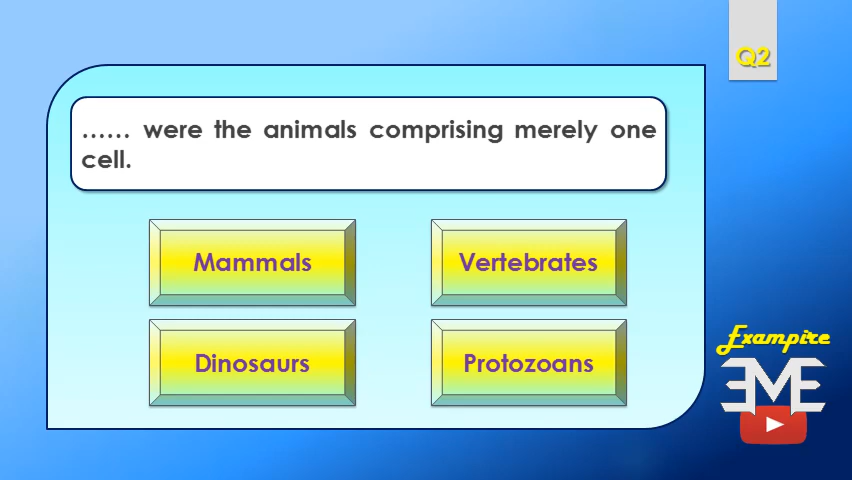 Q2
...... were the animals comprising merely one
cell.
Mammals
Vertebrates
Dinosaurs
Protozoans
Exampire
EME